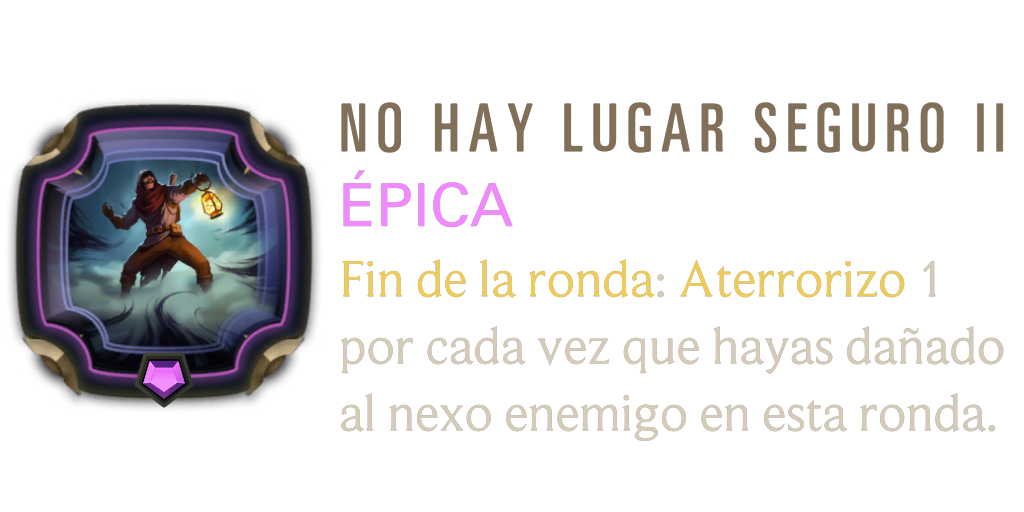 NO HAY LUGAR SEGURO II
ÉPICA
Fin de la ronda: Aterrorizo 1
por cada vez que hayas dañado
al nexo enemigo en esta ronda.